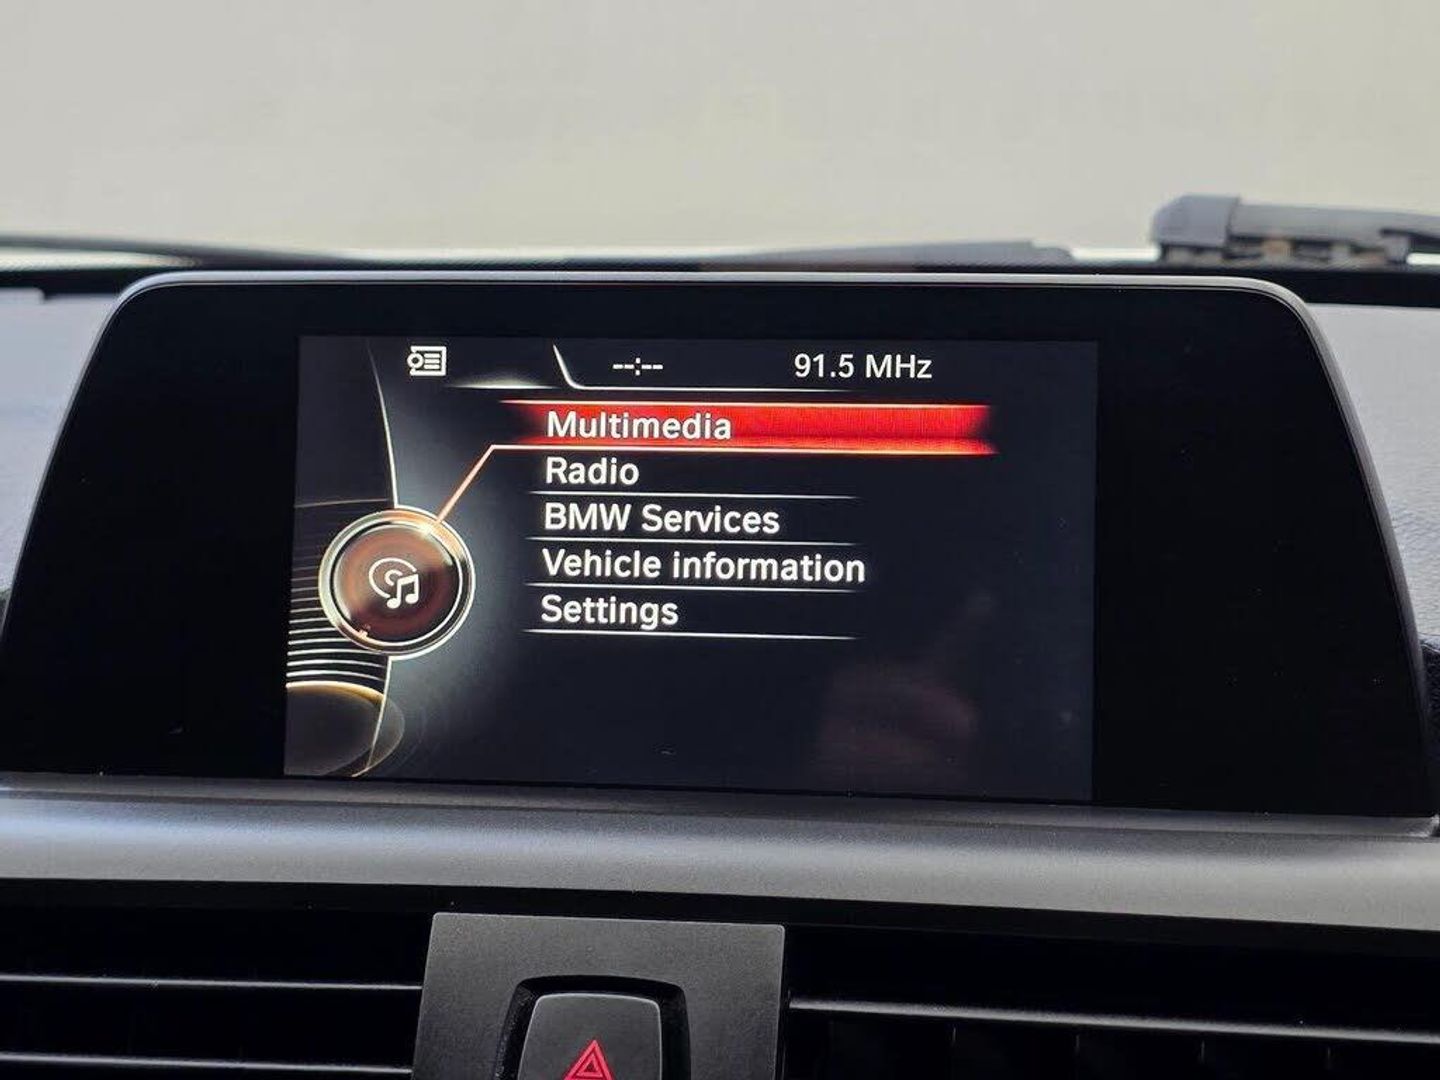 --:--
91.5 MHz
Multimedia
Radio
BMW Services
Vehicle information
Settings